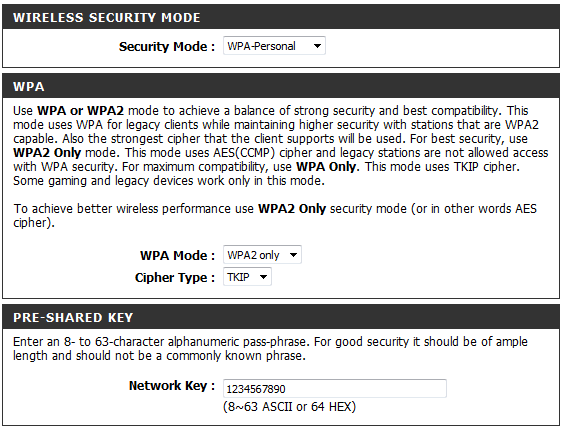 WIRELESS SECURITY MODE
Security Mode : WPA-Personal
WPA
Use WPA or WPA2 mode to achieve a balance of strong security and best compatibility. This
mode uses WPA for legacy clients while maintaining higher security with stations that are WPA2
capable. Also the strongest cipher that the client supports will be used. For best security, use
WPA2 Only mode. This mode uses AES(CCMP) cipher and legacy stations are not allowed access
with WPA security. For maximum compatibility, use WPA Only. This mode uses TKIP cipher.
Some gaming and legacy devices work only in this mode.
To achieve better wireless performance use WPA2 Only security mode (or in other words AES
cipher).
WPA Mode : WPA2 only
Cipher Type : TKIP
PRE-SHARED KEY
Enter an 8- to 63-character alphanumeric pass-phrase. For good security it should be of ample
length and should not be a commonly known phrase.
Network Key : 1234567890
(8~63 ASCII or 64 HEX)